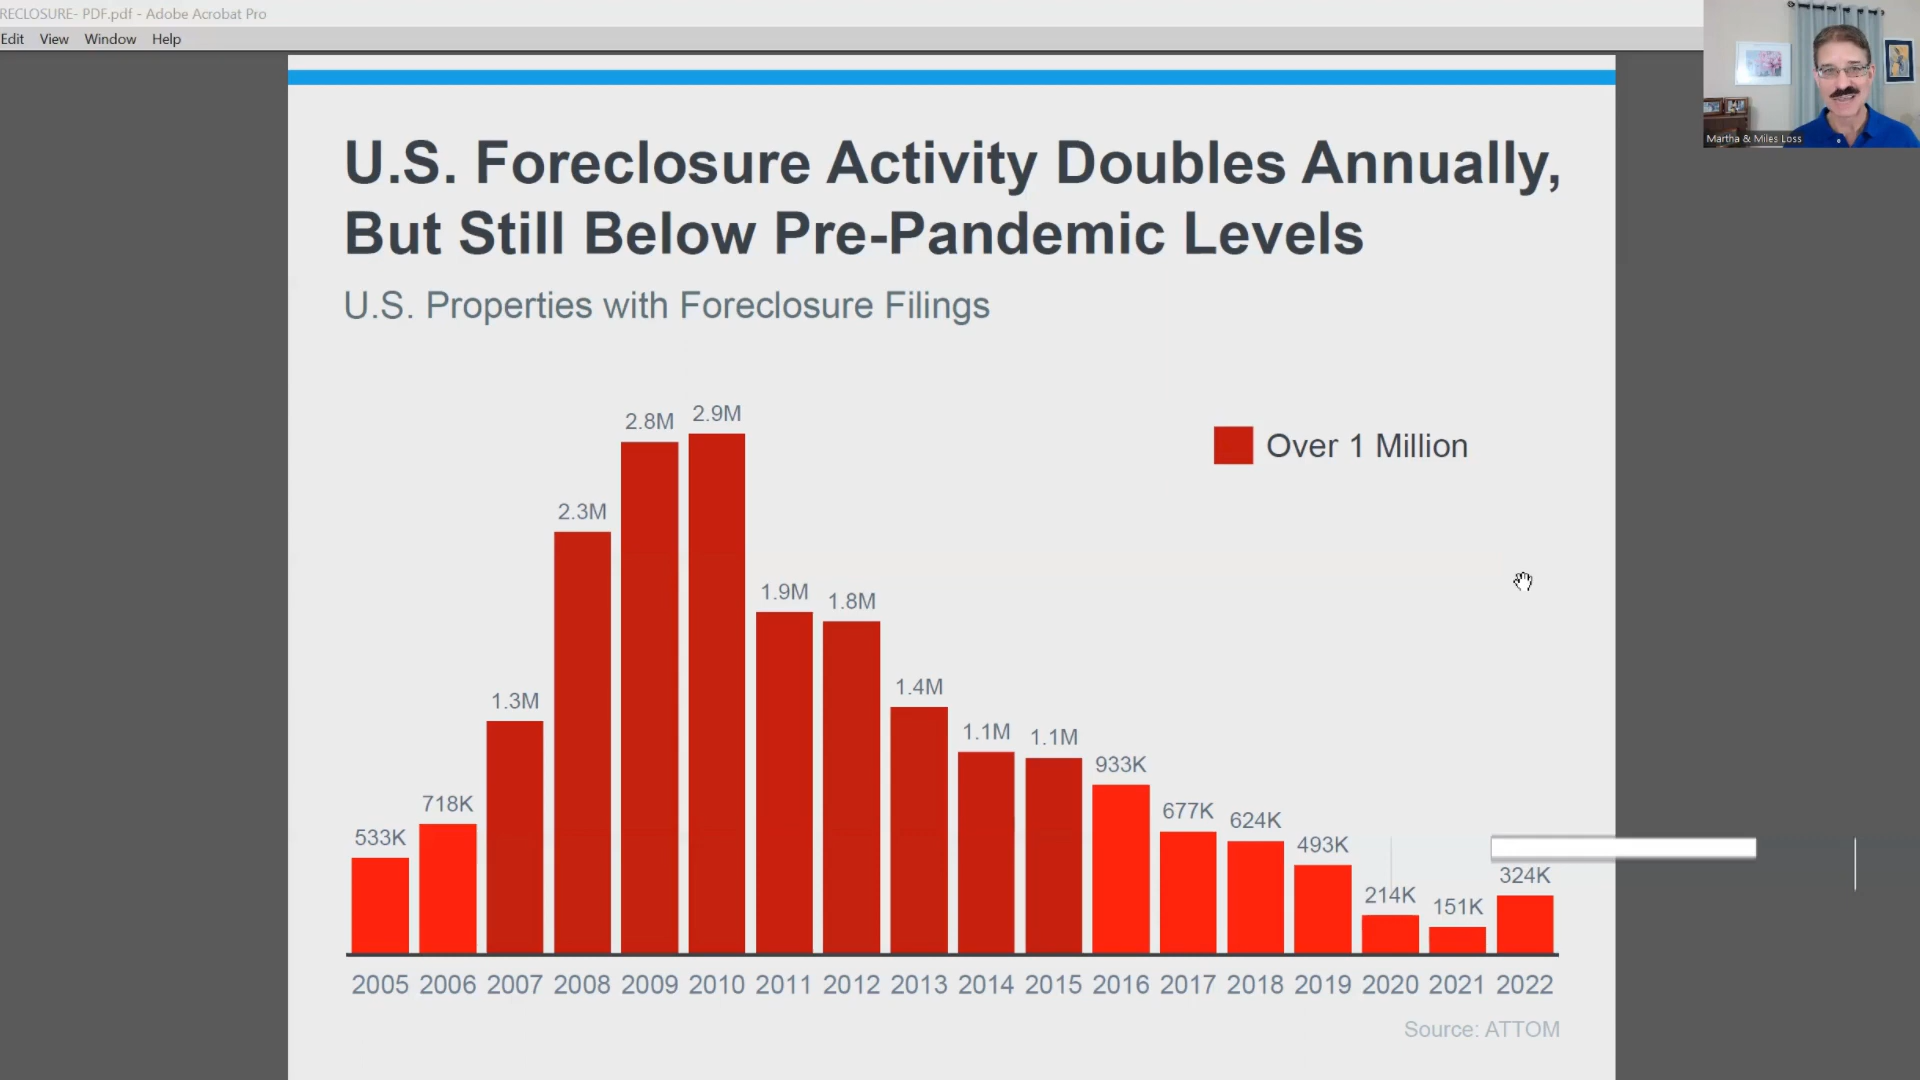 RECLOSURE- PDF.pdf - Adobe Acrobat Pro
Edit View Window Help
Martha & Miles Loss
U.S. Foreclosure Activity Doubles Annually,
But Still Below Pre-Pandemic Levels
U.S. Properties with Foreclosure Filings
Over 1 Million
533K
718K
1.3M
2.3M
2.8M
2.9M
1.9M
1.8M
1.4M
1.1M
1.1M
933K
677K
624K
493K
214K
151K
324K
2005 2006 2007 2008 2009 2010 2011 2012 2013 2014 2015 2016 2017 2018 2019 2020 2021 2022
Source: ATTOM